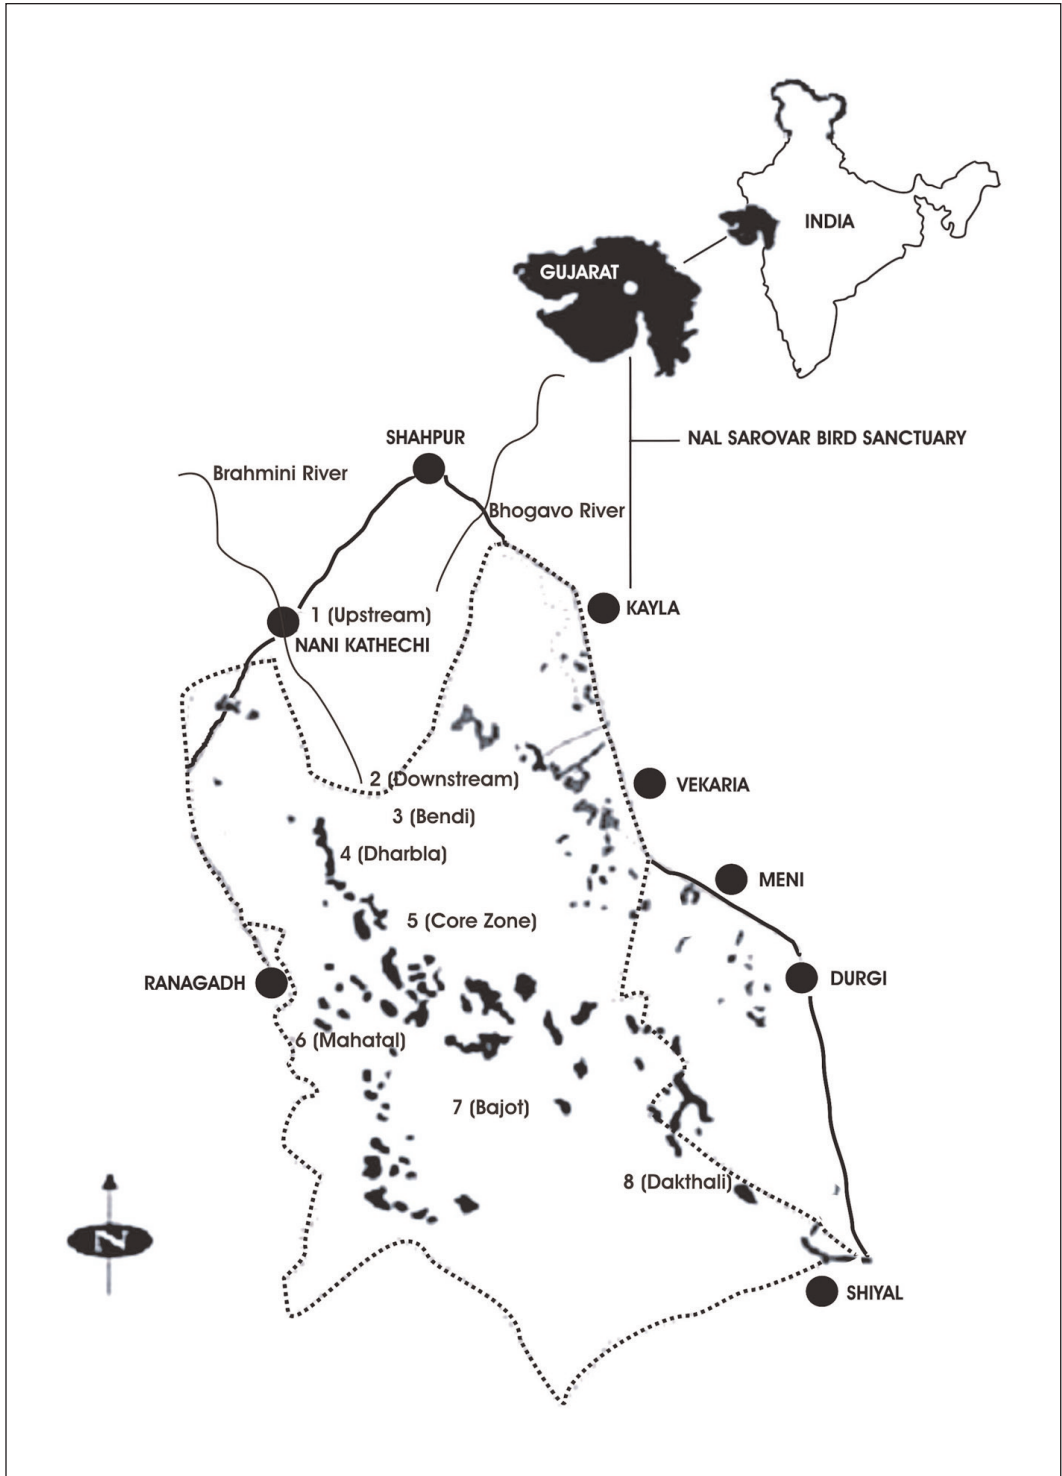 INDIA
GUJARAT
NAL SAROVAR BIRD SANCTUARY
SHAHPUR
Brahmini River
Bhogavo River
KAYLA
1 (Upstream)
NANI KATHECHI
2 (Downstream)
VEKARIA
3 (Bendi)
4 (Dharbla)
MENI
5 (Core Zone)
RANAGADH
DURGI
6 (Mahatal)
7 (Bajot)
8 (Dakthali)
N
SHIYAL